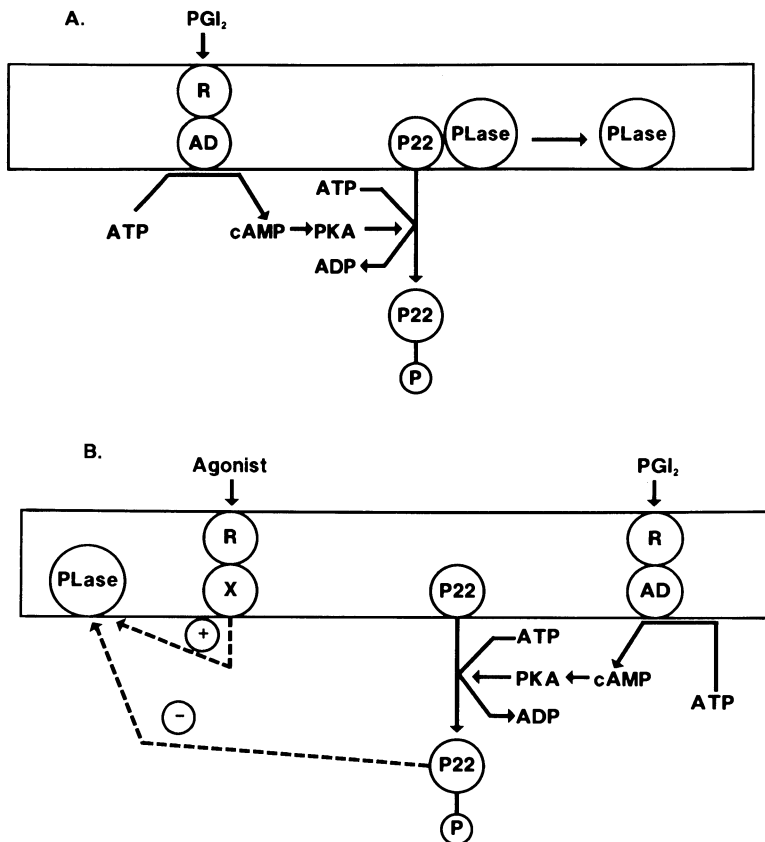 A.
PGI₂
R
AD
P22
PLase
PLase
ATP
cAMP
PKA
ATP
ADP
P22
P
B.
Agonist
PGI₂
PLase
R
X
+
P22
R
AD
ATP
PKA
cAMP
ATP
ADP
−
P22
P